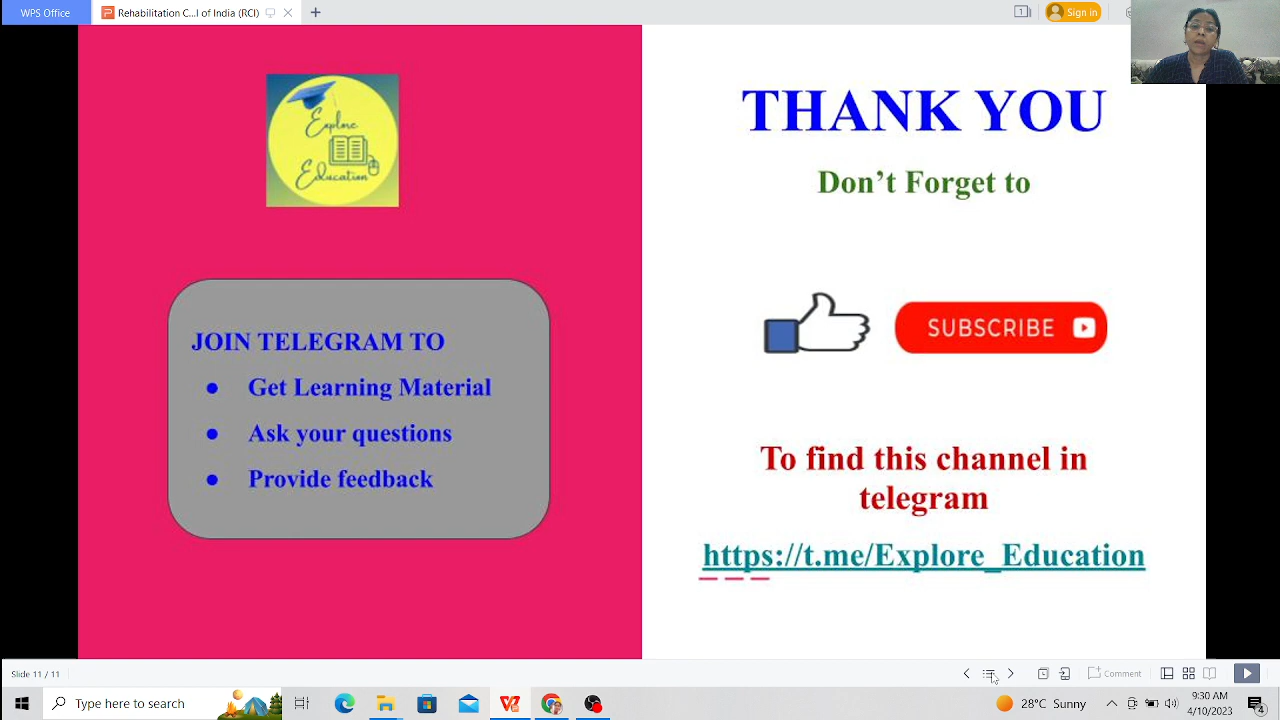 WPS Office
Rehabilitation C...l of India (RCI)
Sign in
Explore
Education
JOIN TELEGRAM TO
● Get Learning Material
● Ask your questions
● Provide feedback
THANK YOU
Don’t Forget to
SUBSCRIBE
To find this channel in
telegram
https://t.me/Explore_Education
Slide 11 / 11
Comment
Type here to search
28°C Sunny
9:30 AM
4/10/2023